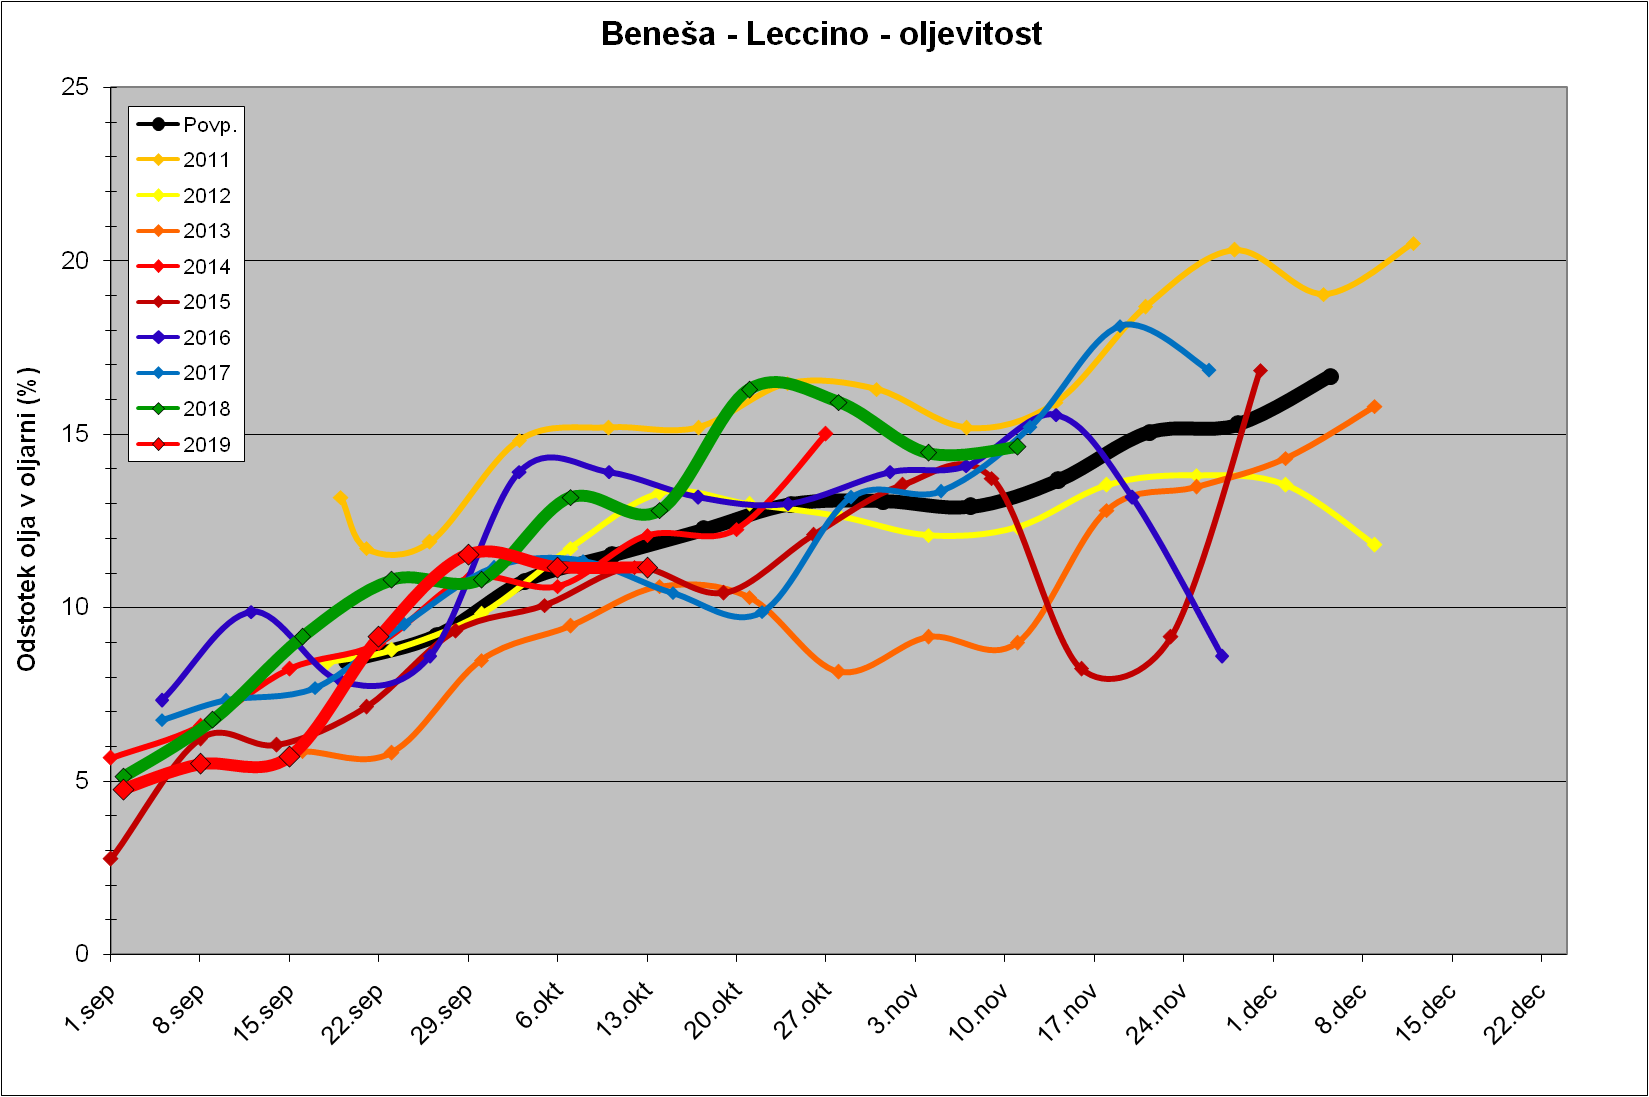 Beneša - Leccino - oljevitost
Odstotek olja v oljarni (%)
25
20
15
10
5
0
Povp.
2011
2012
2013
2014
2015
2016
2017
2018
2019
1.sep
8.sep
15.sep
22.sep
29.sep
6.okt
13.okt
20.okt
27.okt
3.nov
10.nov
17.nov
24.nov
1.dec
8.dec
15.dec
22.dec